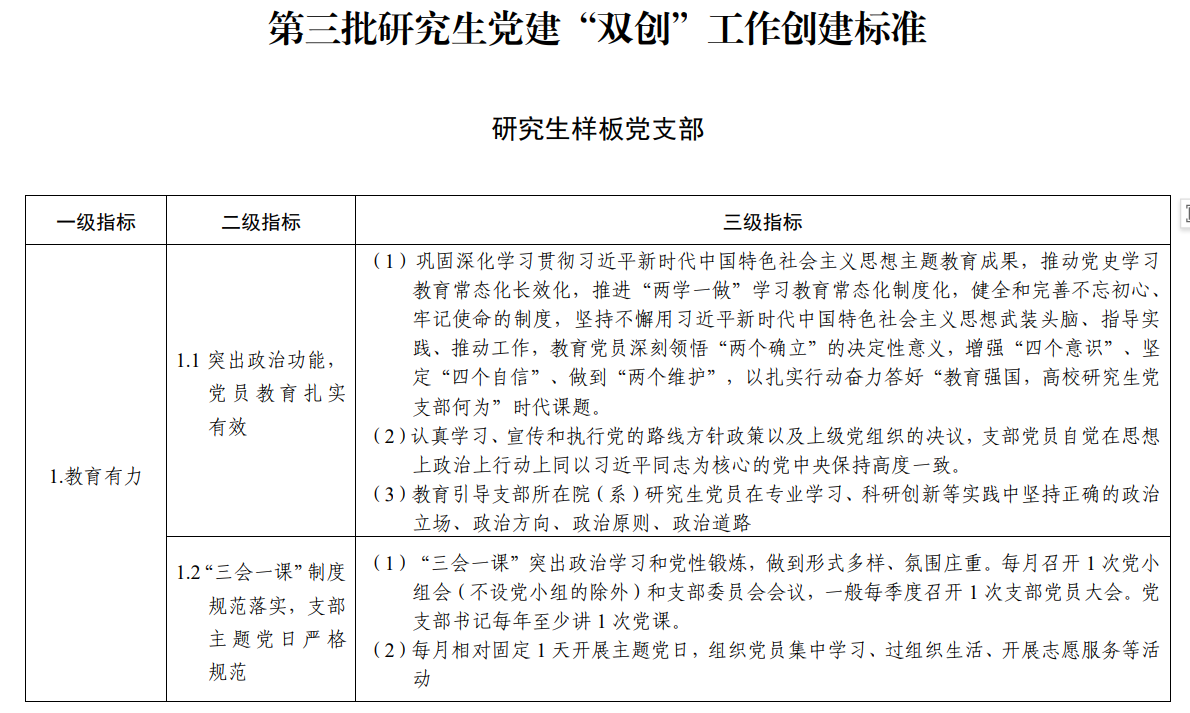 第三批研究生党建“双创”工作创建标准
研究生样板党支部
一级指标
二级指标
三级指标
1.教育有力
1.1 突出政治功能，
党员教育扎实
有效
（1）巩固深化学习贯彻习近平新时代中国特色社会主义思想主题教育成果，推动党史学习
教育常态化长效化，推进“两学一做”学习教育常态化制度化，健全和完善不忘初心、
牢记使命的制度，坚持不懈用习近平新时代中国特色社会主义思想武装头脑、指导实
践、推动工作，教育党员深刻领悟“两个确立”的决定性意义，增强“四个意识”、坚
定“四个自信”、做到“两个维护”，以扎实行动奋力答好“教育强国，高校研究生党
支部何为”时代课题。
（2）认真学习、宣传和执行党的路线方针政策以及上级党组织的决议，支部党员自觉在思想
上政治上行动上同以习近平同志为核心的党中央保持高度一致。
（3）教育引导支部所在院（系）研究生党员在专业学习、科研创新等实践中坚持正确的政治
立场、政治方向、政治原则、政治道路
1.2“三会一课”制度
规范落实，支部
主题党日严格
规范
（1）“三会一课”突出政治学习和党性锻炼，做到形式多样、氛围庄重。每月召开 1 次党小
组会（不设党小组的除外）和支部委员会会议，一般每季度召开 1 次支部党员大会。党
支部书记每年至少讲 1 次党课。
（2）每月相对固定 1 天开展主题党日，组织党员集中学习、过组织生活、开展志愿服务等活
动